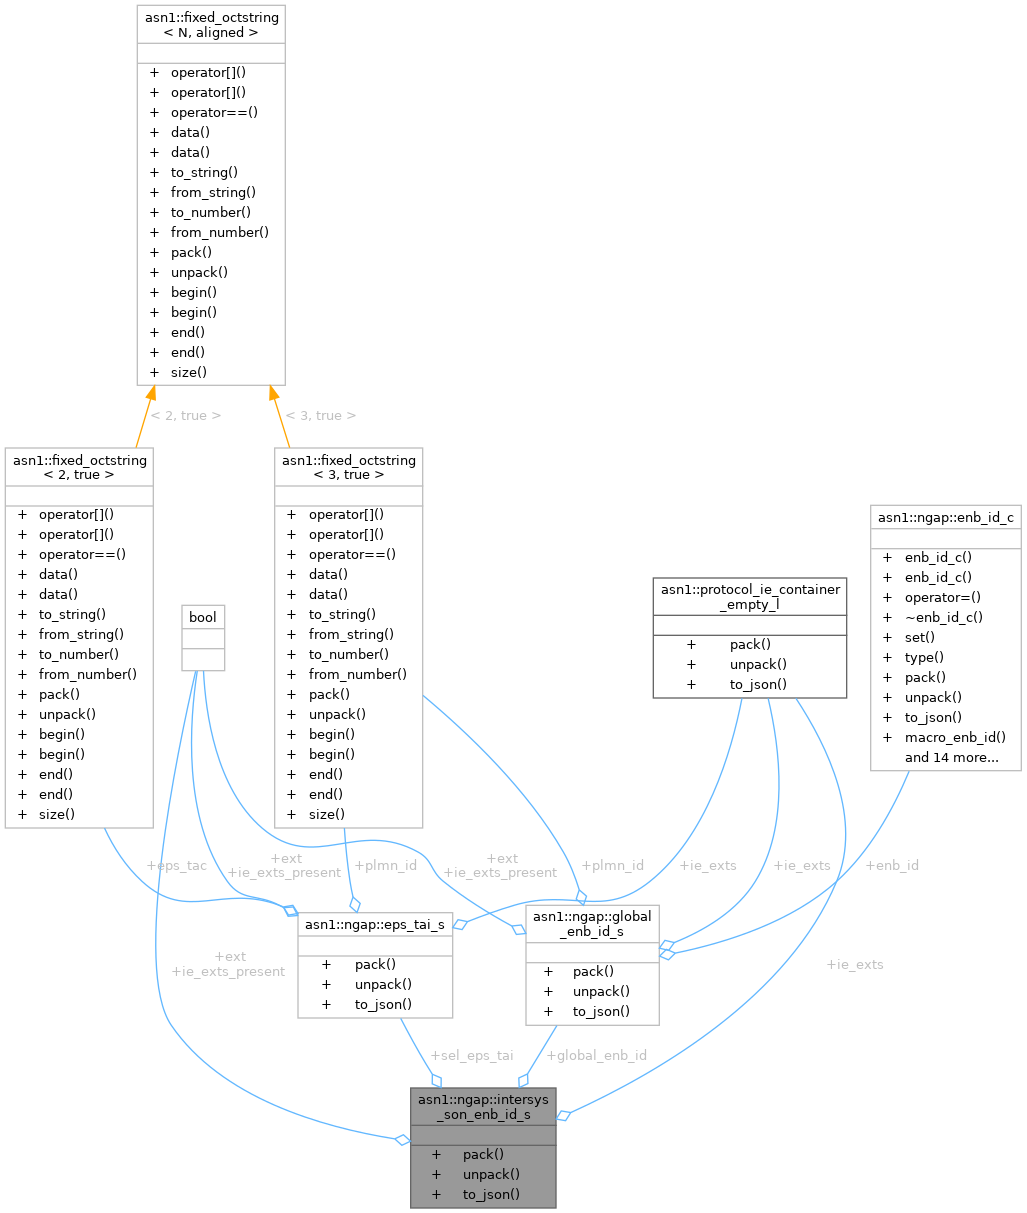 asn1::fixed_octstring
< N, aligned >
+ operator[]()
+ operator[]()
+ operator==()
+ data()
+ data()
+ to_string()
+ from_string()
+ to_number()
+ from_number()
+ pack()
+ unpack()
+ begin()
+ begin()
+ end()
+ end()
+ size()
< 2, true >
< 3, true >
asn1::fixed_octstring
< 2, true >
+ operator[]()
+ operator[]()
+ operator==()
+ data()
+ data()
+ to_string()
+ from_string()
+ to_number()
+ from_number()
+ pack()
+ unpack()
+ begin()
+ begin()
+ end()
+ end()
+ size()
bool
asn1::fixed_octstring
< 3, true >
+ operator[]()
+ operator[]()
+ operator==()
+ data()
+ data()
+ to_string()
+ from_string()
+ to_number()
+ from_number()
+ pack()
+ unpack()
+ begin()
+ begin()
+ end()
+ end()
+ size()
asn1::protocol_ie_container
_empty_l
+ pack()
+ unpack()
+ to_json()
asn1::ngap::enb_id_c
+ enb_id_c()
+ enb_id_c()
+ operator=()
+ ~enb_id_c()
+ set()
+ type()
+ pack()
+ unpack()
+ to_json()
+ macro_enb_id()
and 14 more...
+eps_tac
+ext
+ie_exts_present
+plmn_id
+ext
+ie_exts_present
+plmn_id
+ie_exts
+ie_exts
+enb_id
asn1::ngap::eps_tai_s
+ pack()
+ unpack()
+ to_json()
asn1::ngap::global
_enb_id_s
+ pack()
+ unpack()
+ to_json()
+ext
+ie_exts_present
+ie_exts
+sel_eps_tai
+global_enb_id
asn1::ngap::intersys
_son_enb_id_s
+ pack()
+ unpack()
+ to_json()